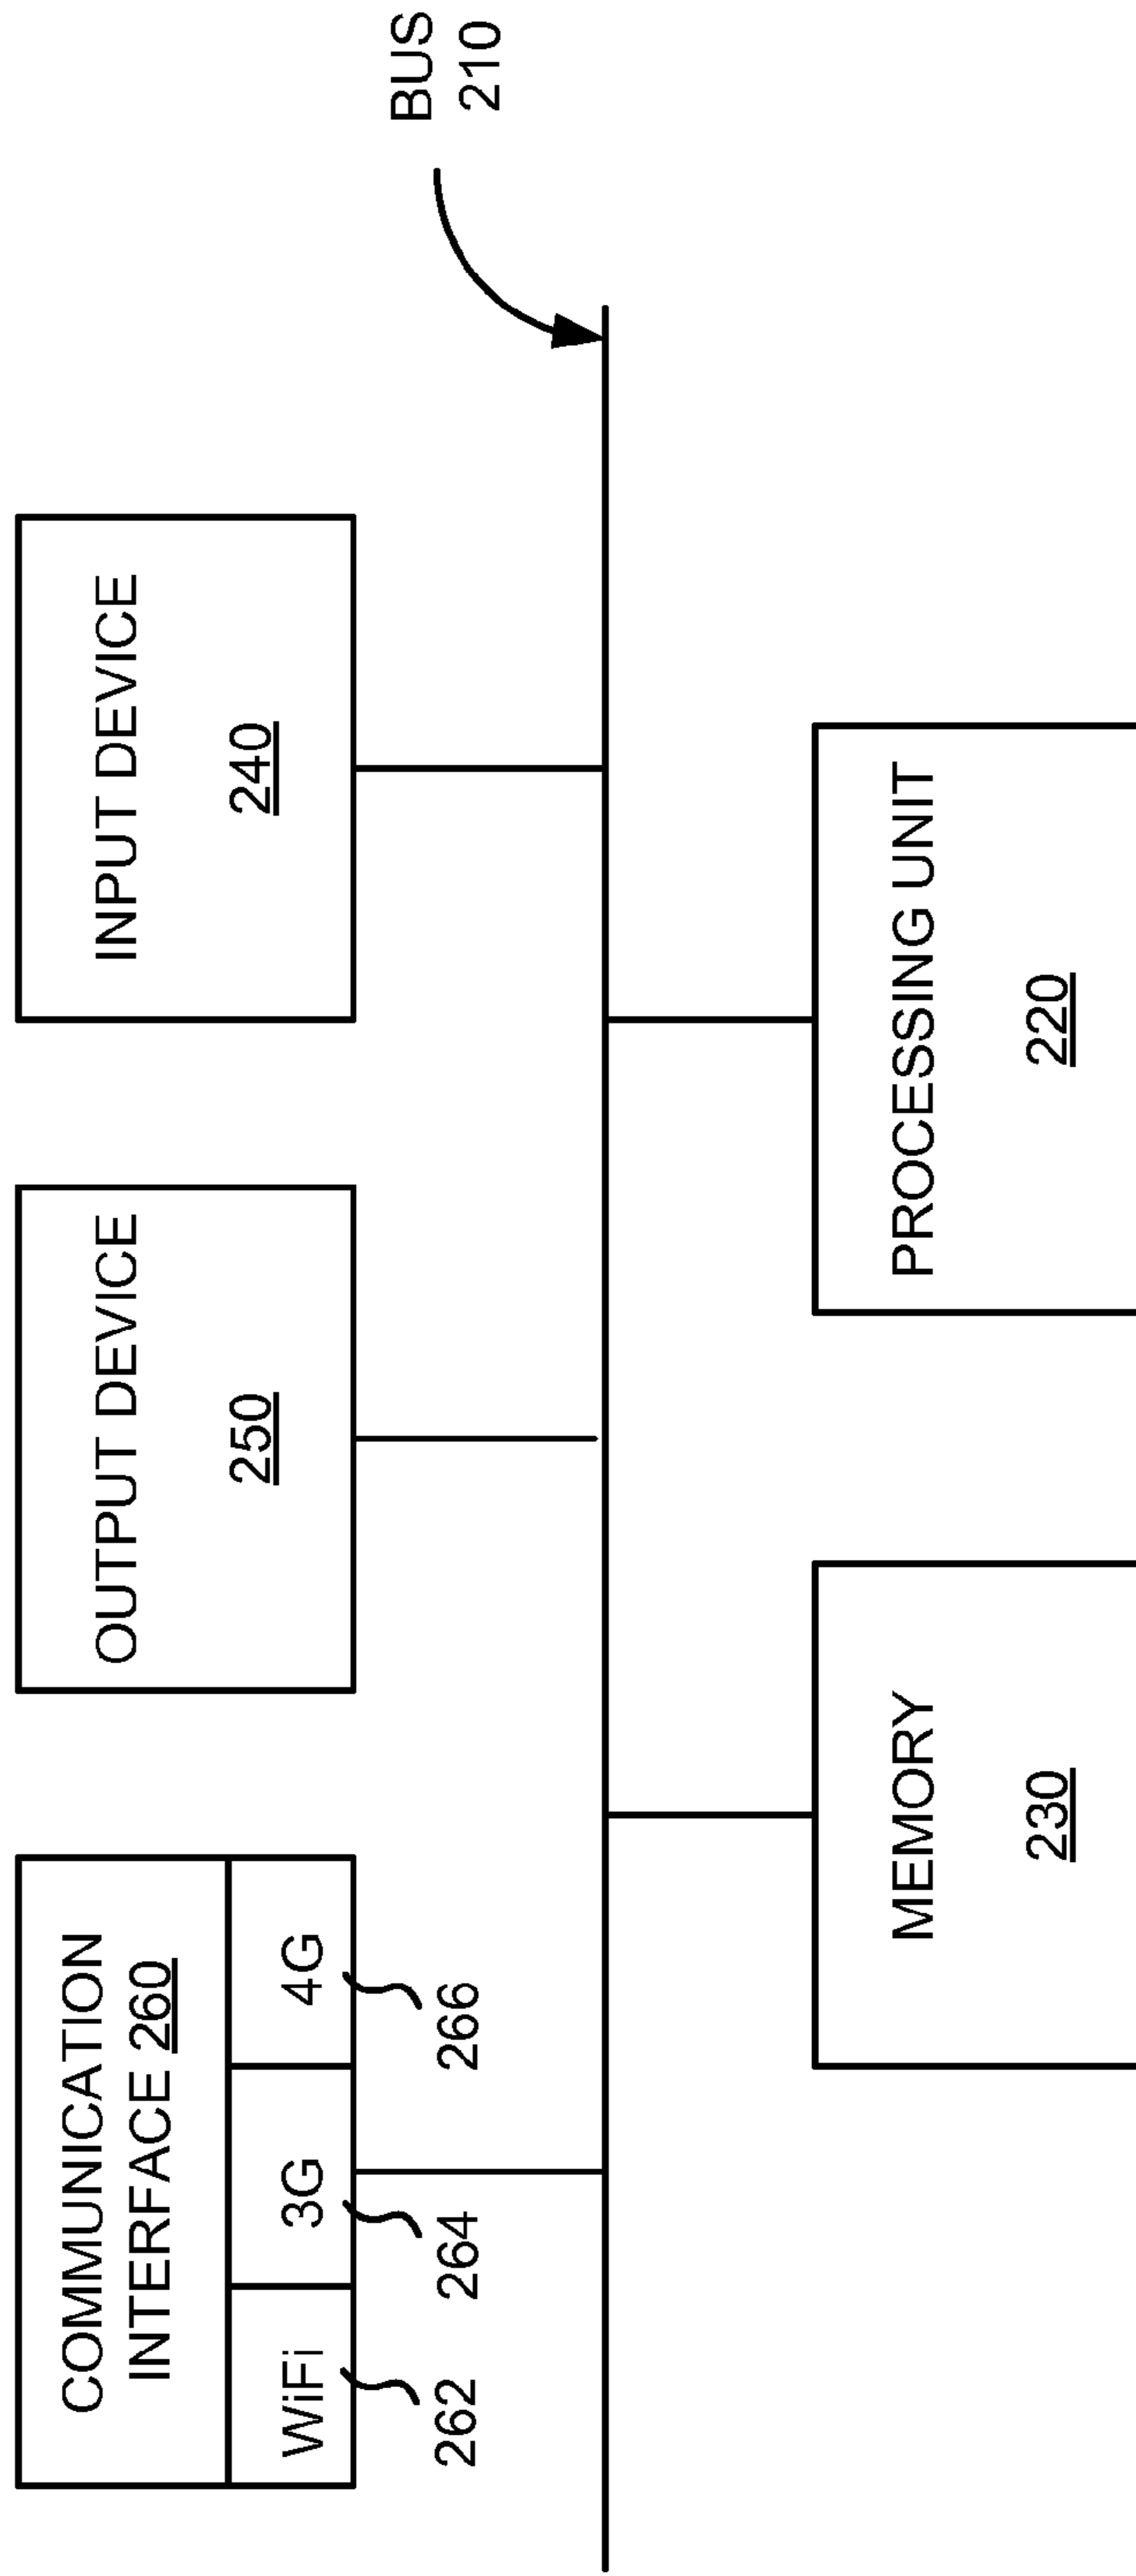 COMMUNICATION
INTERFACE 260
WiFi
3G
4G
262
264
266
OUTPUT DEVICE
250
INPUT DEVICE
240
BUS
210
MEMORY
230
PROCESSING UNIT
220